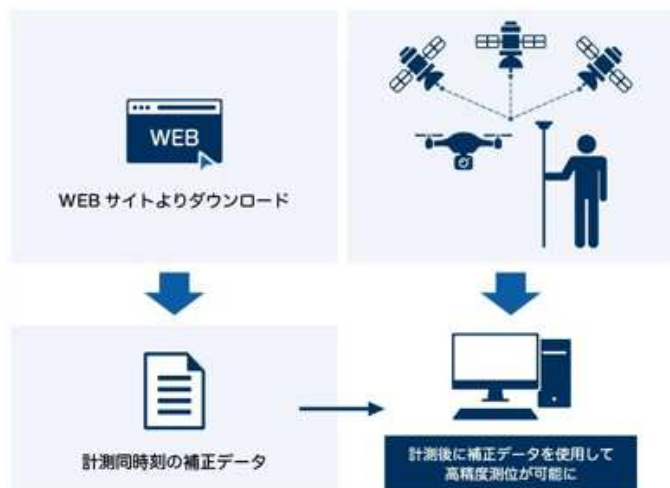 WEB
WEB サイトよりダウンロード
計測同時刻の補正データ
計測後に補正データを使用して
高精度測位が可能に